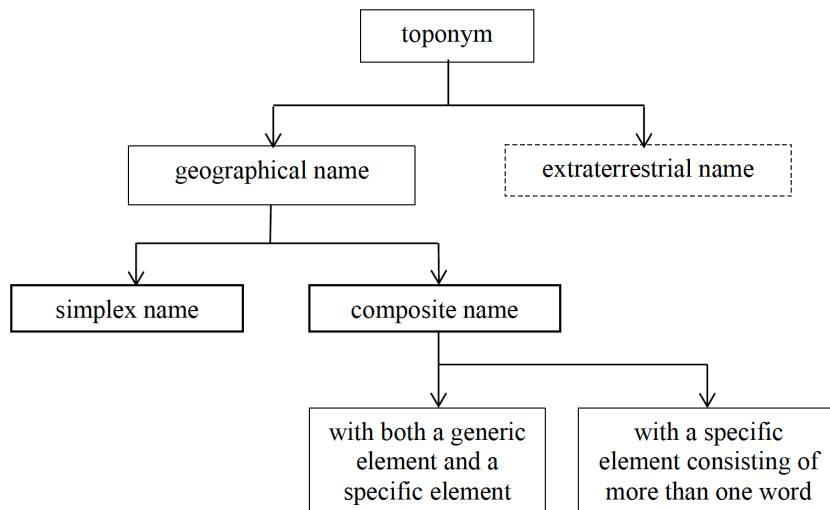 toponym
geographical name
extraterrestrial name
simplex name
composite name
with both a generic
element and a
specific element
with a specific
element consisting of
more than one word